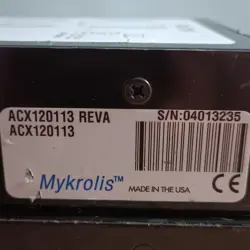 ACX120113 REVA S/N:04013235
ACX120113
Mykrolis™ MADE IN THE USA CE